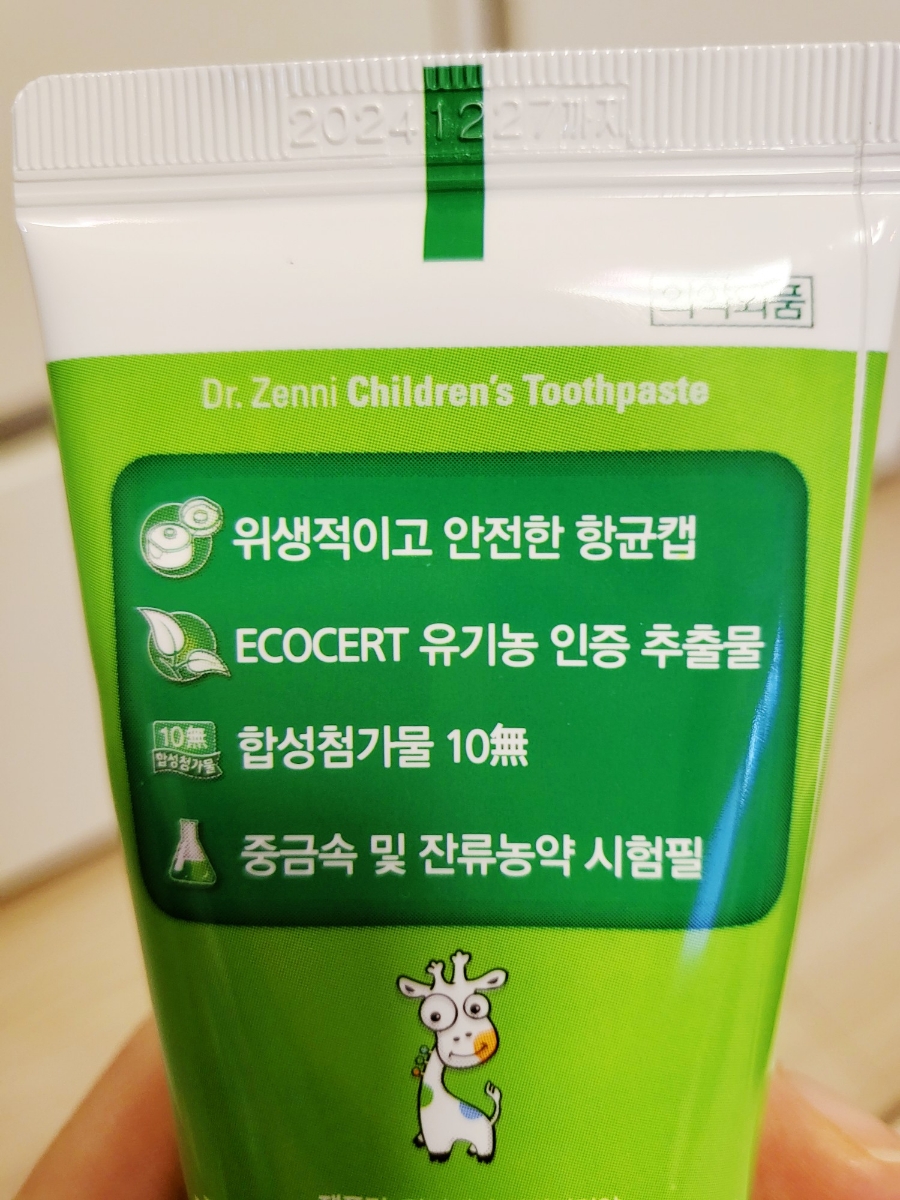 20241227까지
의약외품
Dr. Zenni Children's Toothpaste
위생적이고 안전한 항균캡
ECOCERT 유기농 인증 추출물
10無
합성첨가물
합성첨가물 10無
중금속 및 잔류농약 시험필